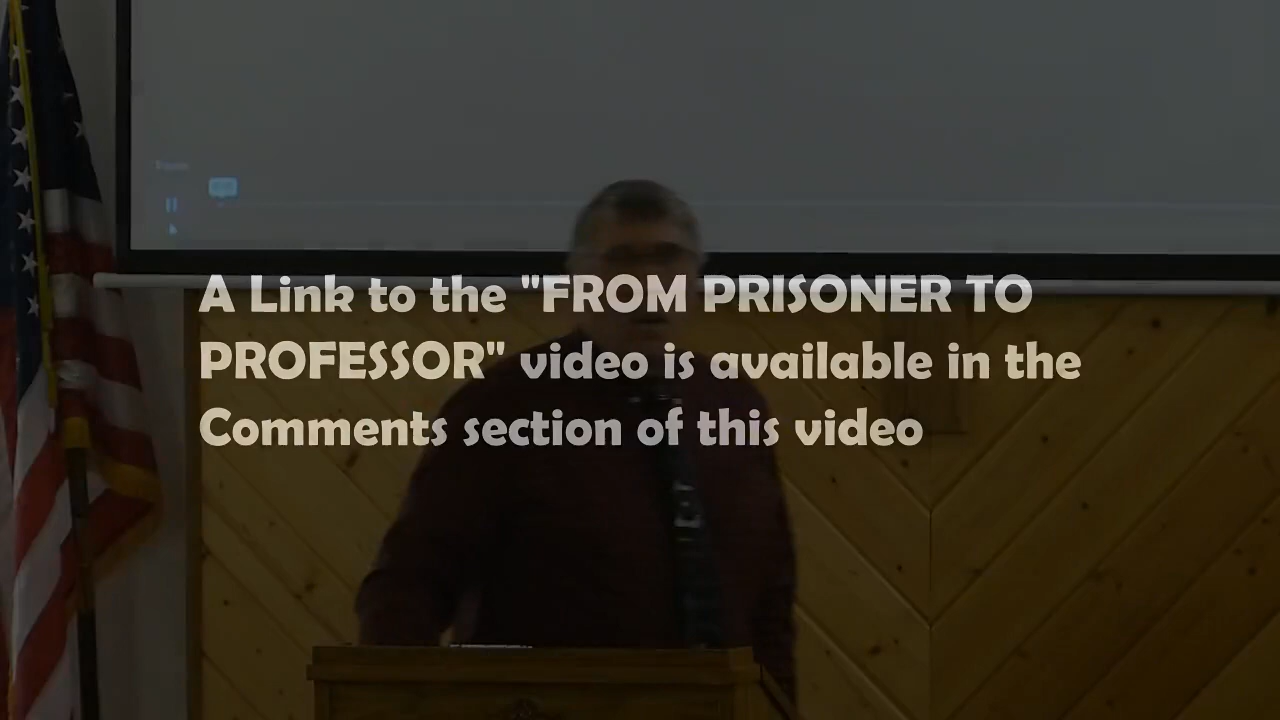 A Link to the "FROM PRISONER TO
PROFESSOR" video is available in the
Comments section of this video